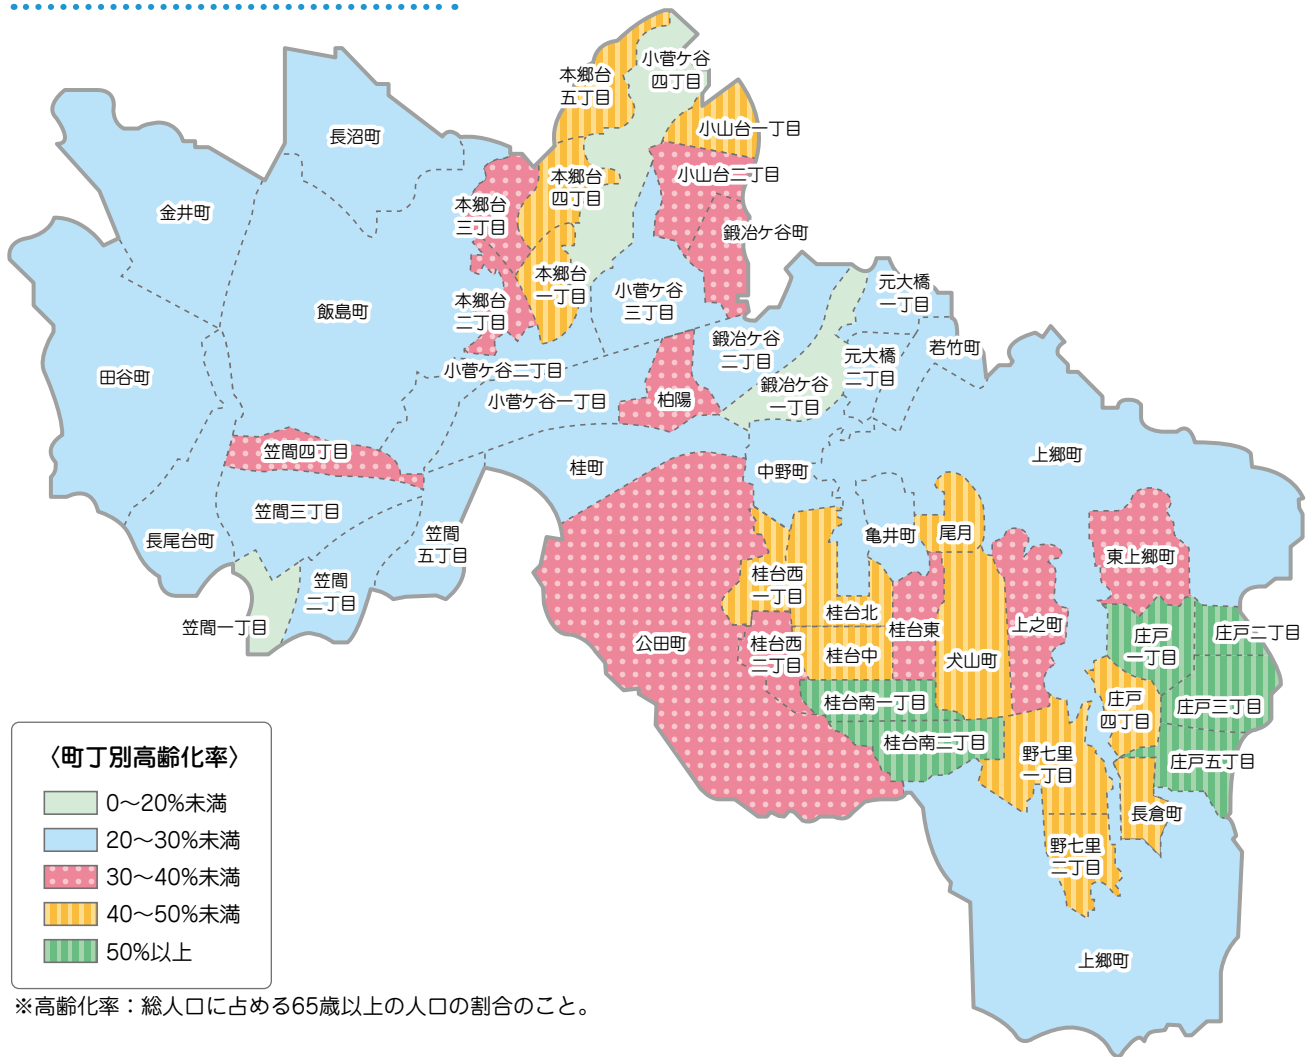 小菅ケ谷
四丁目
本郷台
五丁目
小山台一丁目
長沼町
小山台二丁目
本郷台
四丁目
金井町
本郷台
三丁目
鍛冶ケ谷町
本郷台
一丁目
元大橋
一丁目
小菅ケ谷
三丁目
飯島町
本郷台
二丁目
鍛冶ケ谷
二丁目
若竹町
元大橋
二丁目
田谷町
小菅ケ谷二丁目
鍛冶ケ谷
一丁目
小菅ケ谷一丁目
柏陽
笠間四丁目
上郷町
桂町
中野町
笠間三丁目
長尾台町
笠間
五丁目
亀井町
尾月
東上郷町
桂台西
一丁目
笠間
二丁目
笠間一丁目
桂台北
桂台東
上之町
庄戸
一丁目
庄戸二丁目
公田町
桂台西
二丁目
桂台中
犬山町
桂台南一丁目
庄戸
四丁目
庄戸三丁目
桂台南二丁目
野七里
一丁目
庄戸五丁目
長倉町
野七里
二丁目
上郷町
〈町丁別高齢化率〉
0〜20%未満
20〜30%未満
30〜40%未満
40〜50%未満
50%以上
※高齢化率：総人口に占める65歳以上の人口の割合のこと。